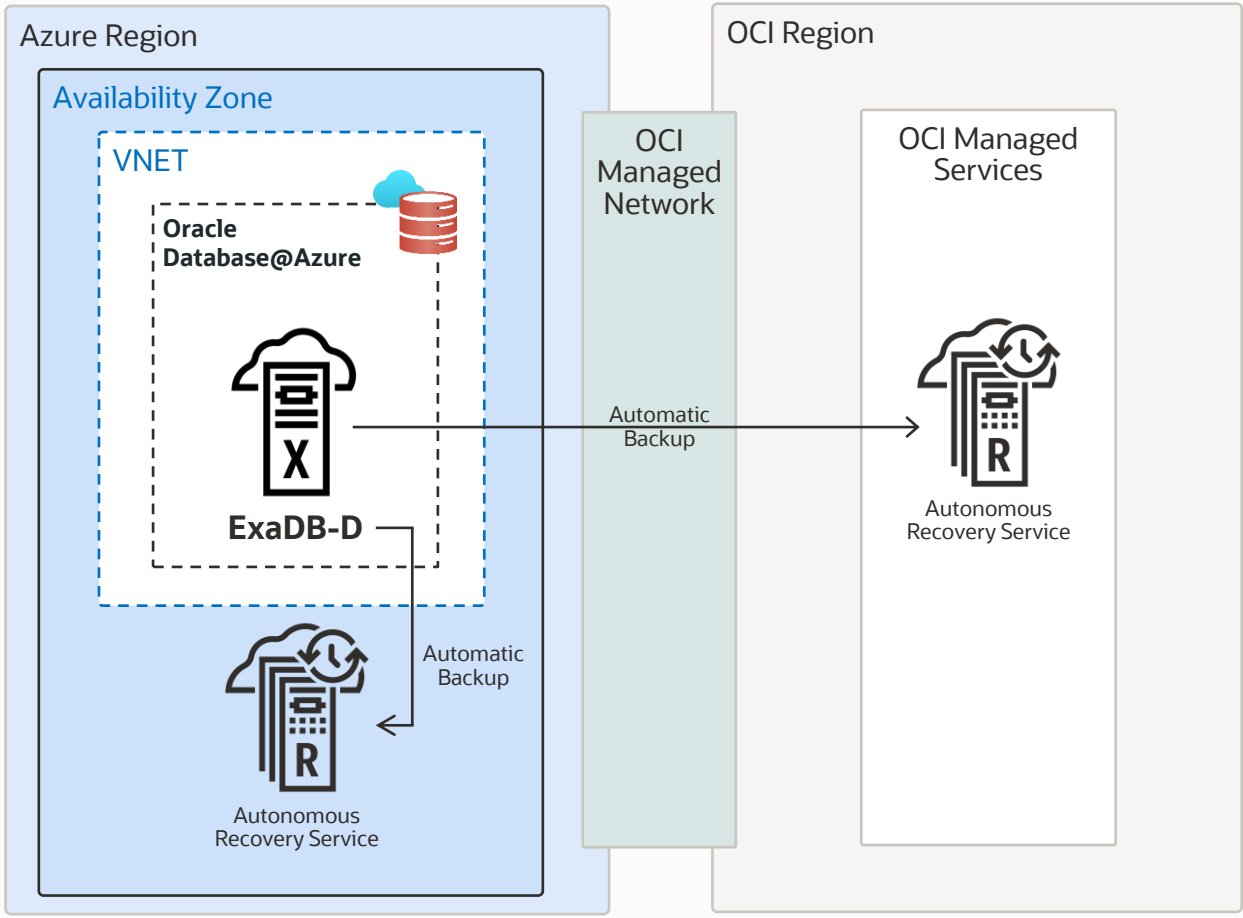 Azure Region
Availability Zone
VNET
Oracle
Database@Azure
X
ExaDB-D
Automatic
Backup
R
Autonomous
Recovery Service
OCI
Managed
Network
Automatic
Backup
OCI Region
OCI Managed
Services
R
Autonomous
Recovery Service